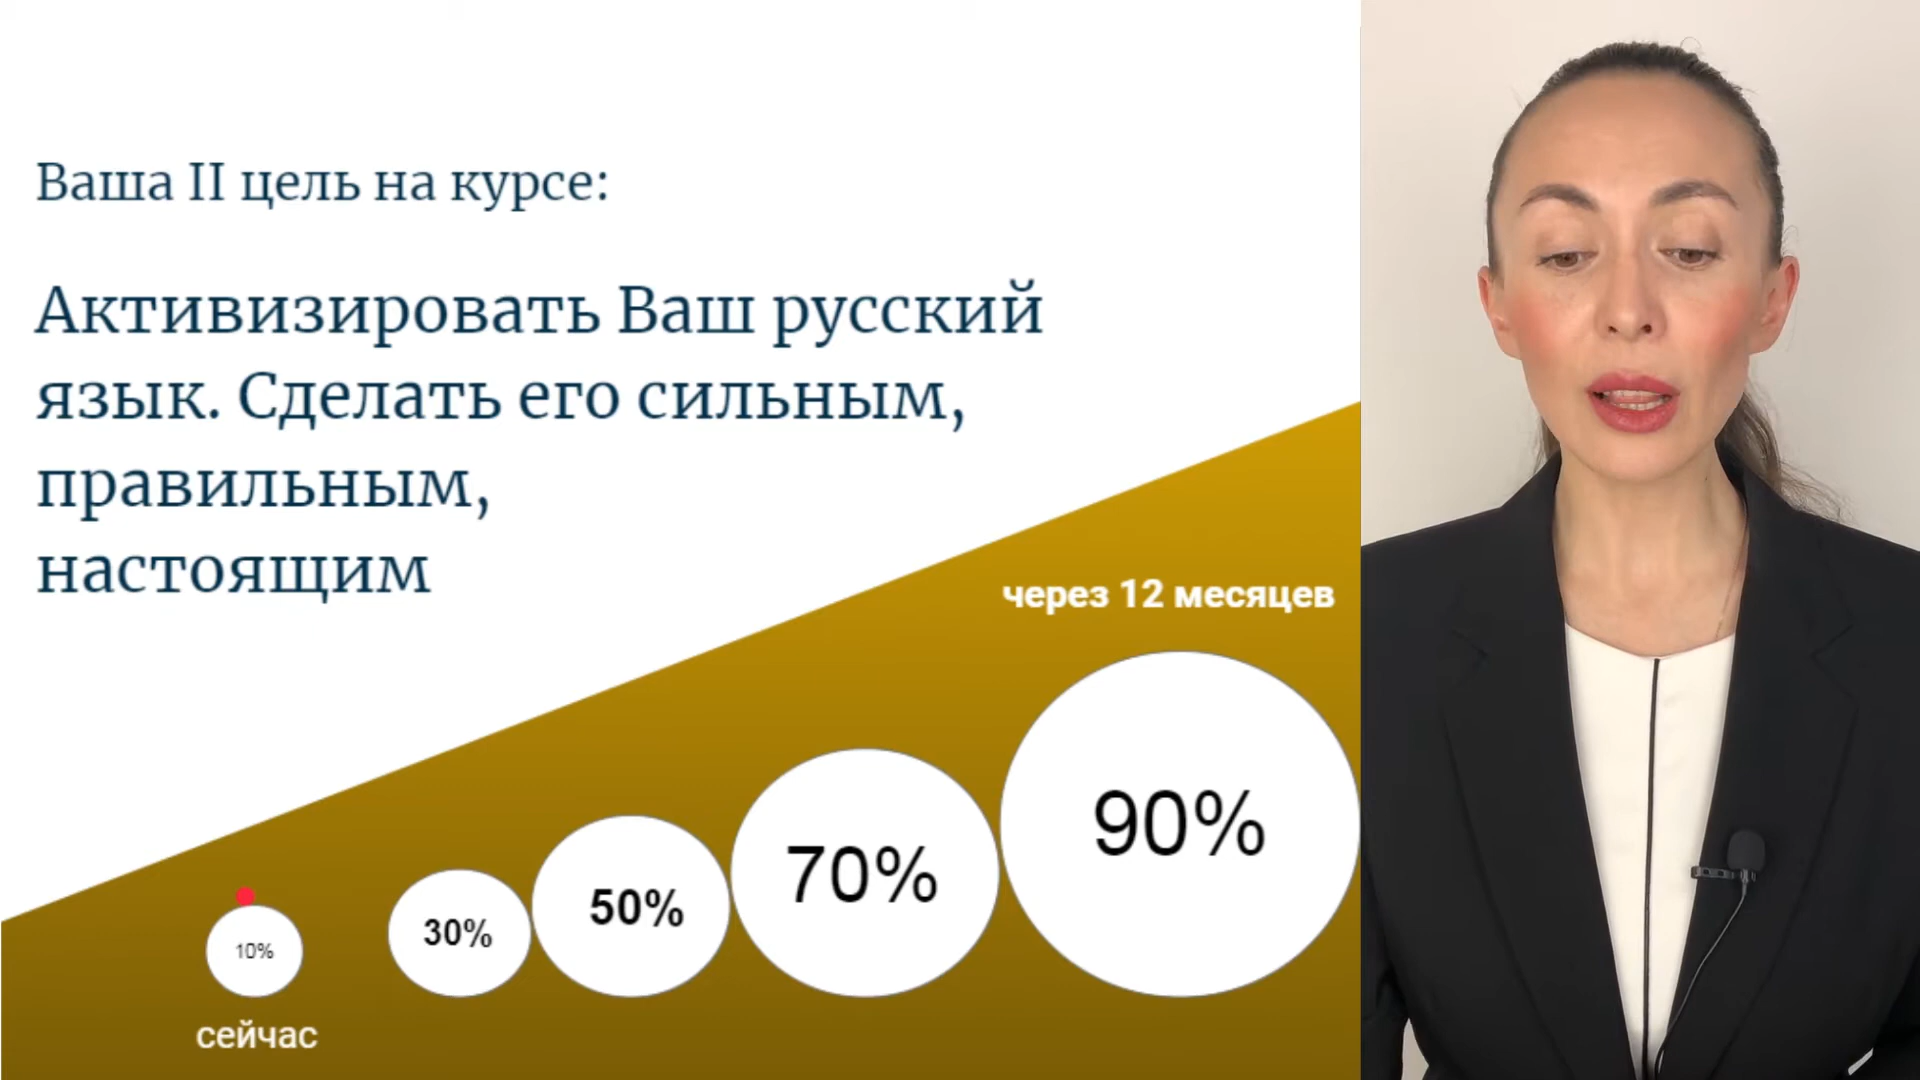 Ваша II цель на курсе:
Активизировать Ваш русский
язык. Сделать его сильным,
правильным,
настоящим
через 12 месяцев
10%
30%
50%
70%
90%
сейчас